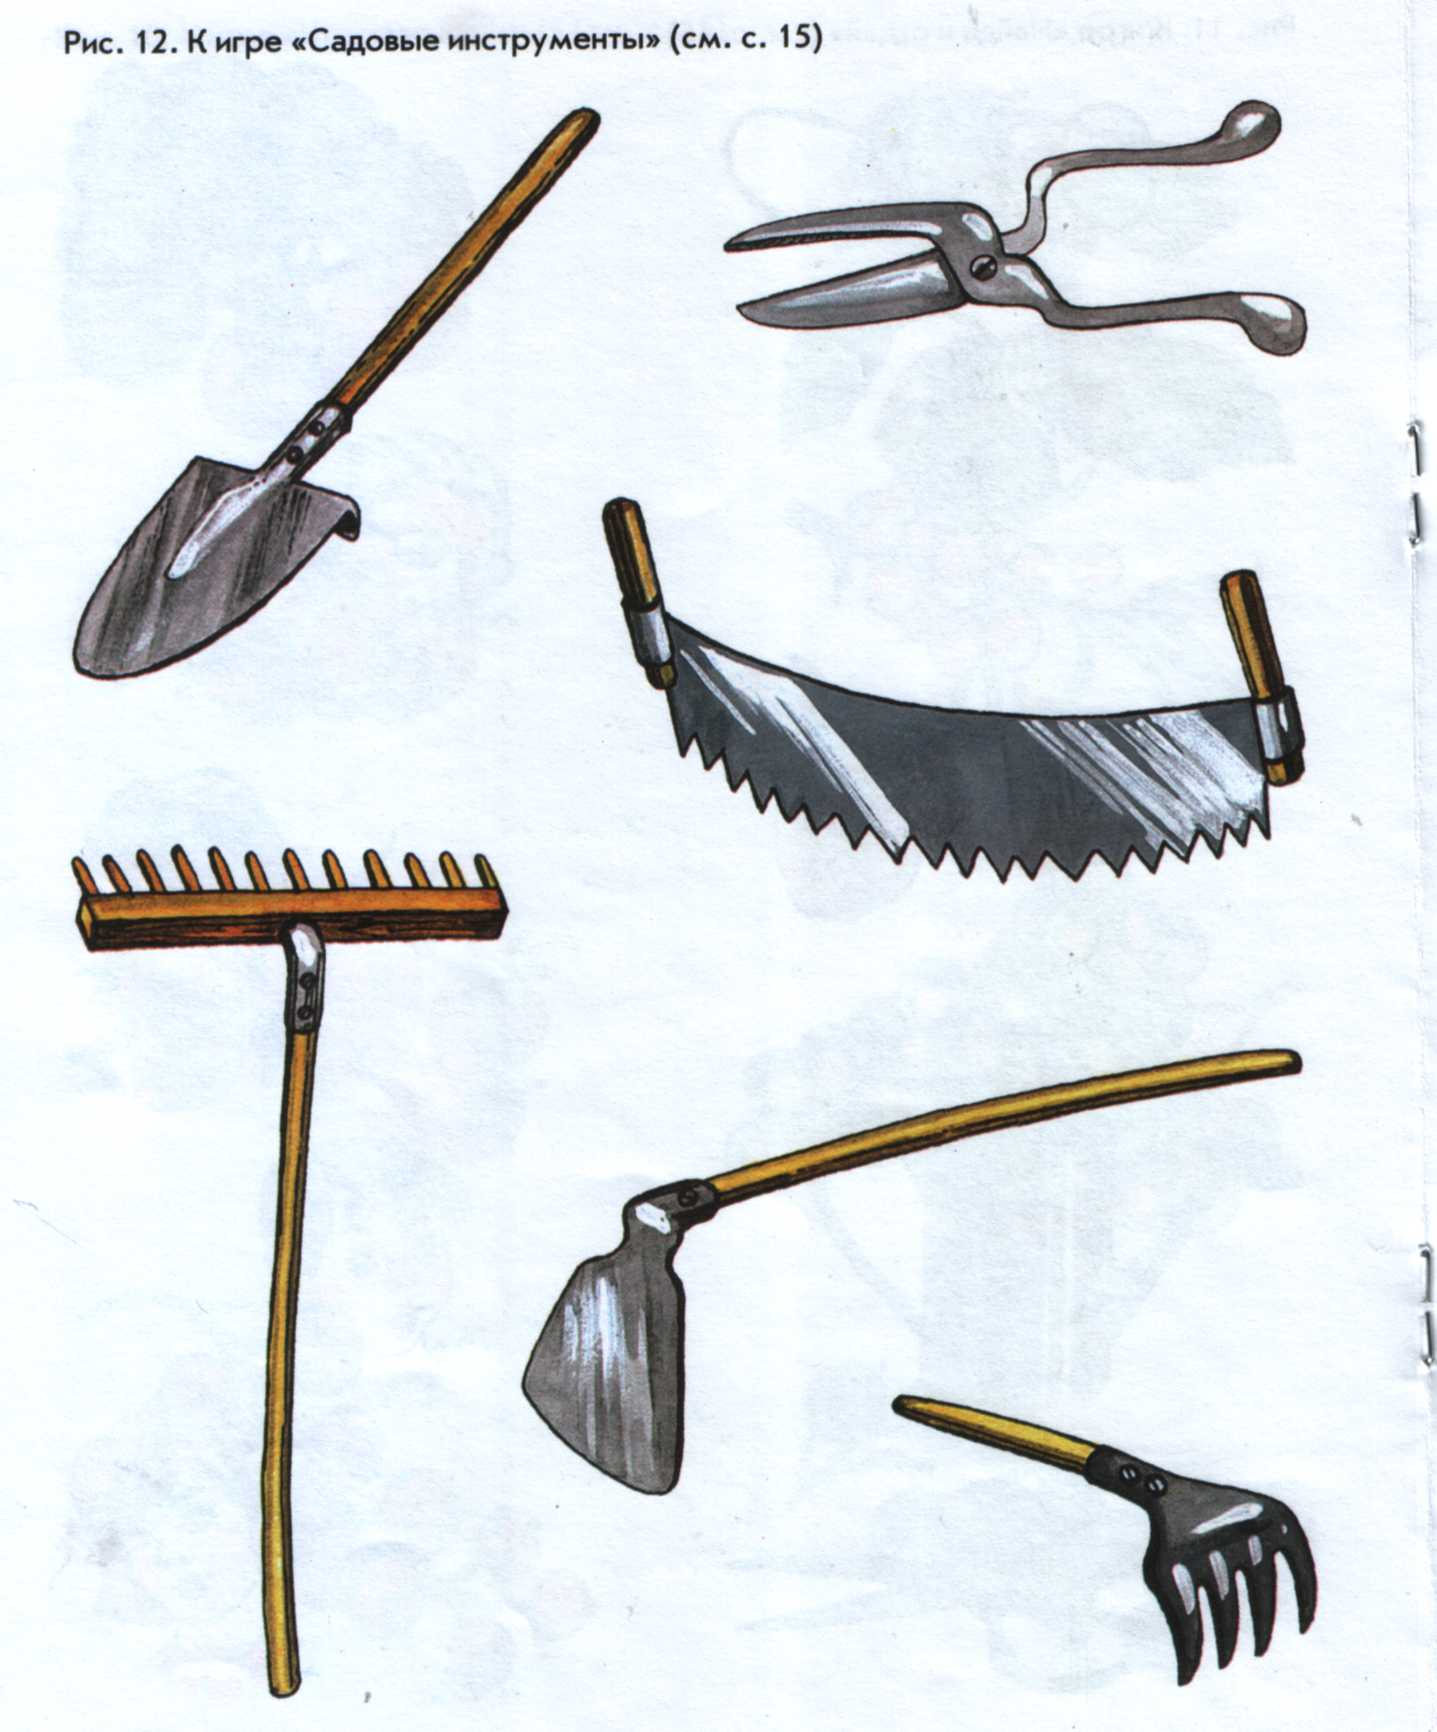 Рис. 12. К игре «Садовые инструменты» (см. с. 15)